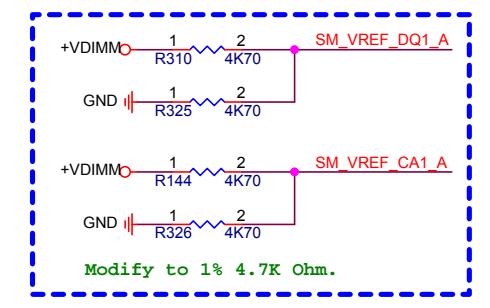 +VDIMM 1 2 SM_VREF_DQ1_A
R310 4K70
GND 1 2
R325 4K70
+VDIMM 1 2 SM_VREF_CA1_A
R144 4K70
GND 1 2
R326 4K70
Modify to 1% 4.7K Ohm.